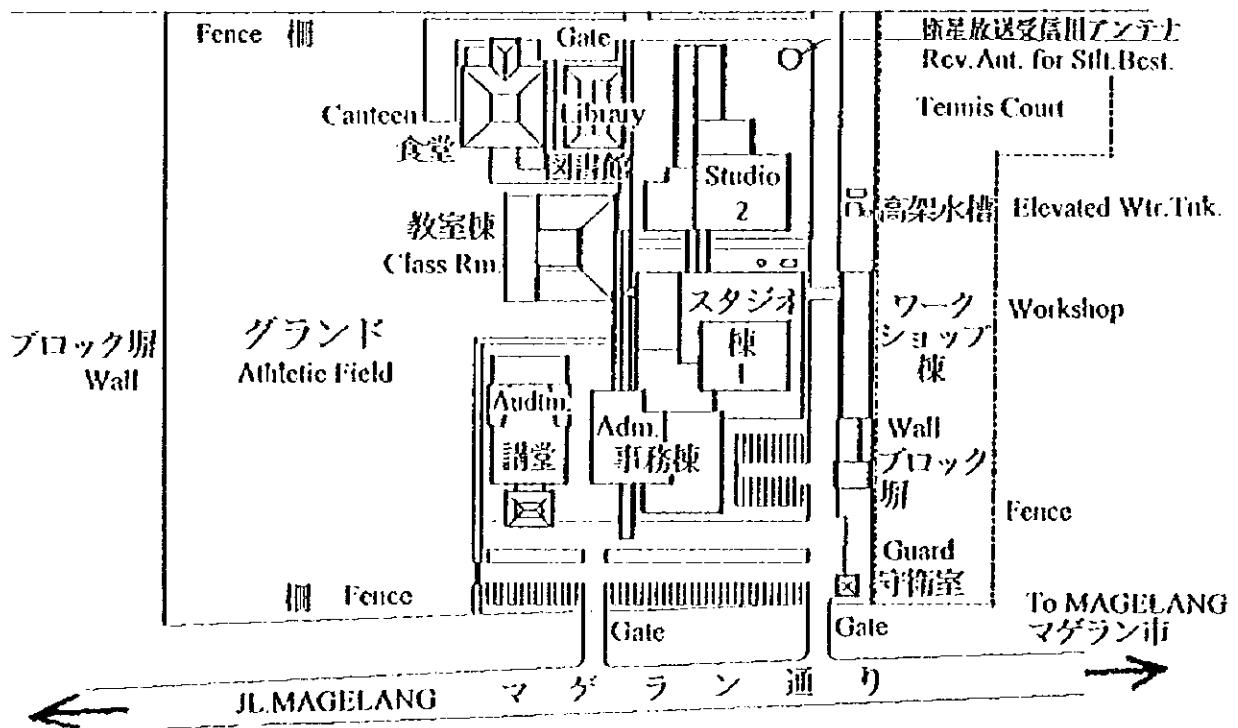 Fence 柵
Gate
衛星放送受信用アンテナ
Rcv.Ant. for Stlt.Bcst.
Canteen
食堂
Library
図書館
Tennis Court
Studio
2
高架水槽 Elevated Wtr.Tnk.
教室棟
Class Rm.
スタジオ
棟
1
ワーク
ショップ
棟
Workshop
ブロック塀
Wall
グランド
Athletic Field
Audtm.
講堂
Adm.
事務棟
Wall
ブロック
塀
Fence
Guard
守衛室
柵 Fence
Gate
Gate
To MAGELANG
マゲラン市
JL.MAGELANG マゲラン通り